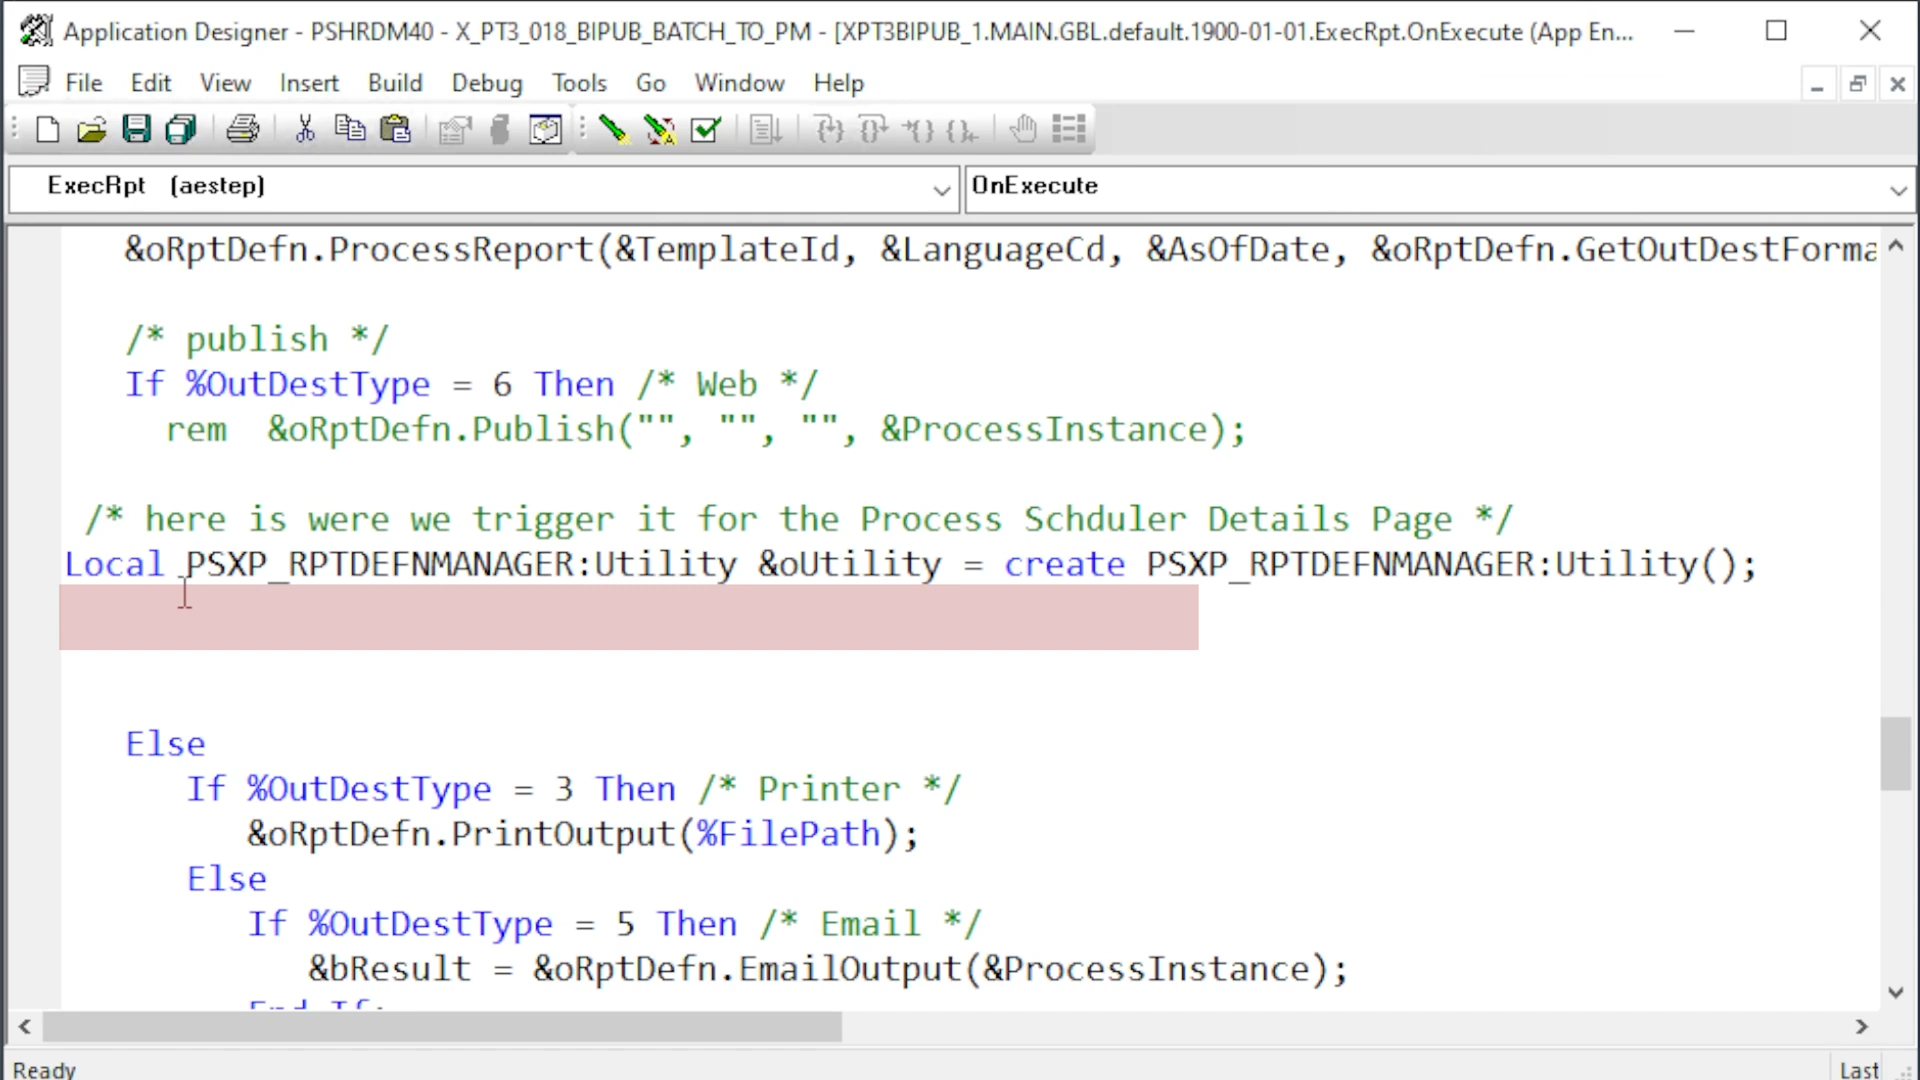 Application Designer - PSHRDM40 - X_PT3_018_BIPUB_BATCH_TO_PM - [XPT3BIPUB_1.MAIN.GBL.default.1900-01-01.ExecRpt.OnExecute (App En...
File Edit View Insert Build Debug Tools Go Window Help
ExecRpt (aestep) OnExecute
&oRptDefn.ProcessReport(&TemplateId, &LanguageCd, &AsOfDate, &oRptDefn.GetOutDestForma
/* publish */
If %OutDestType = 6 Then /* Web */
rem &oRptDefn.Publish("", "", "", &ProcessInstance);
/* here is were we trigger it for the Process Schduler Details Page */
Local PSXP_RPTDEFNMANAGER:Utility &oUtility = create PSXP_RPTDEFNMANAGER:Utility();
Else
If %OutDestType = 3 Then /* Printer */
&oRptDefn.PrintOutput(%FilePath);
Else
If %OutDestType = 5 Then /* Email */
&bResult = &oRptDefn.EmailOutput(&ProcessInstance);
End If;
Ready Last